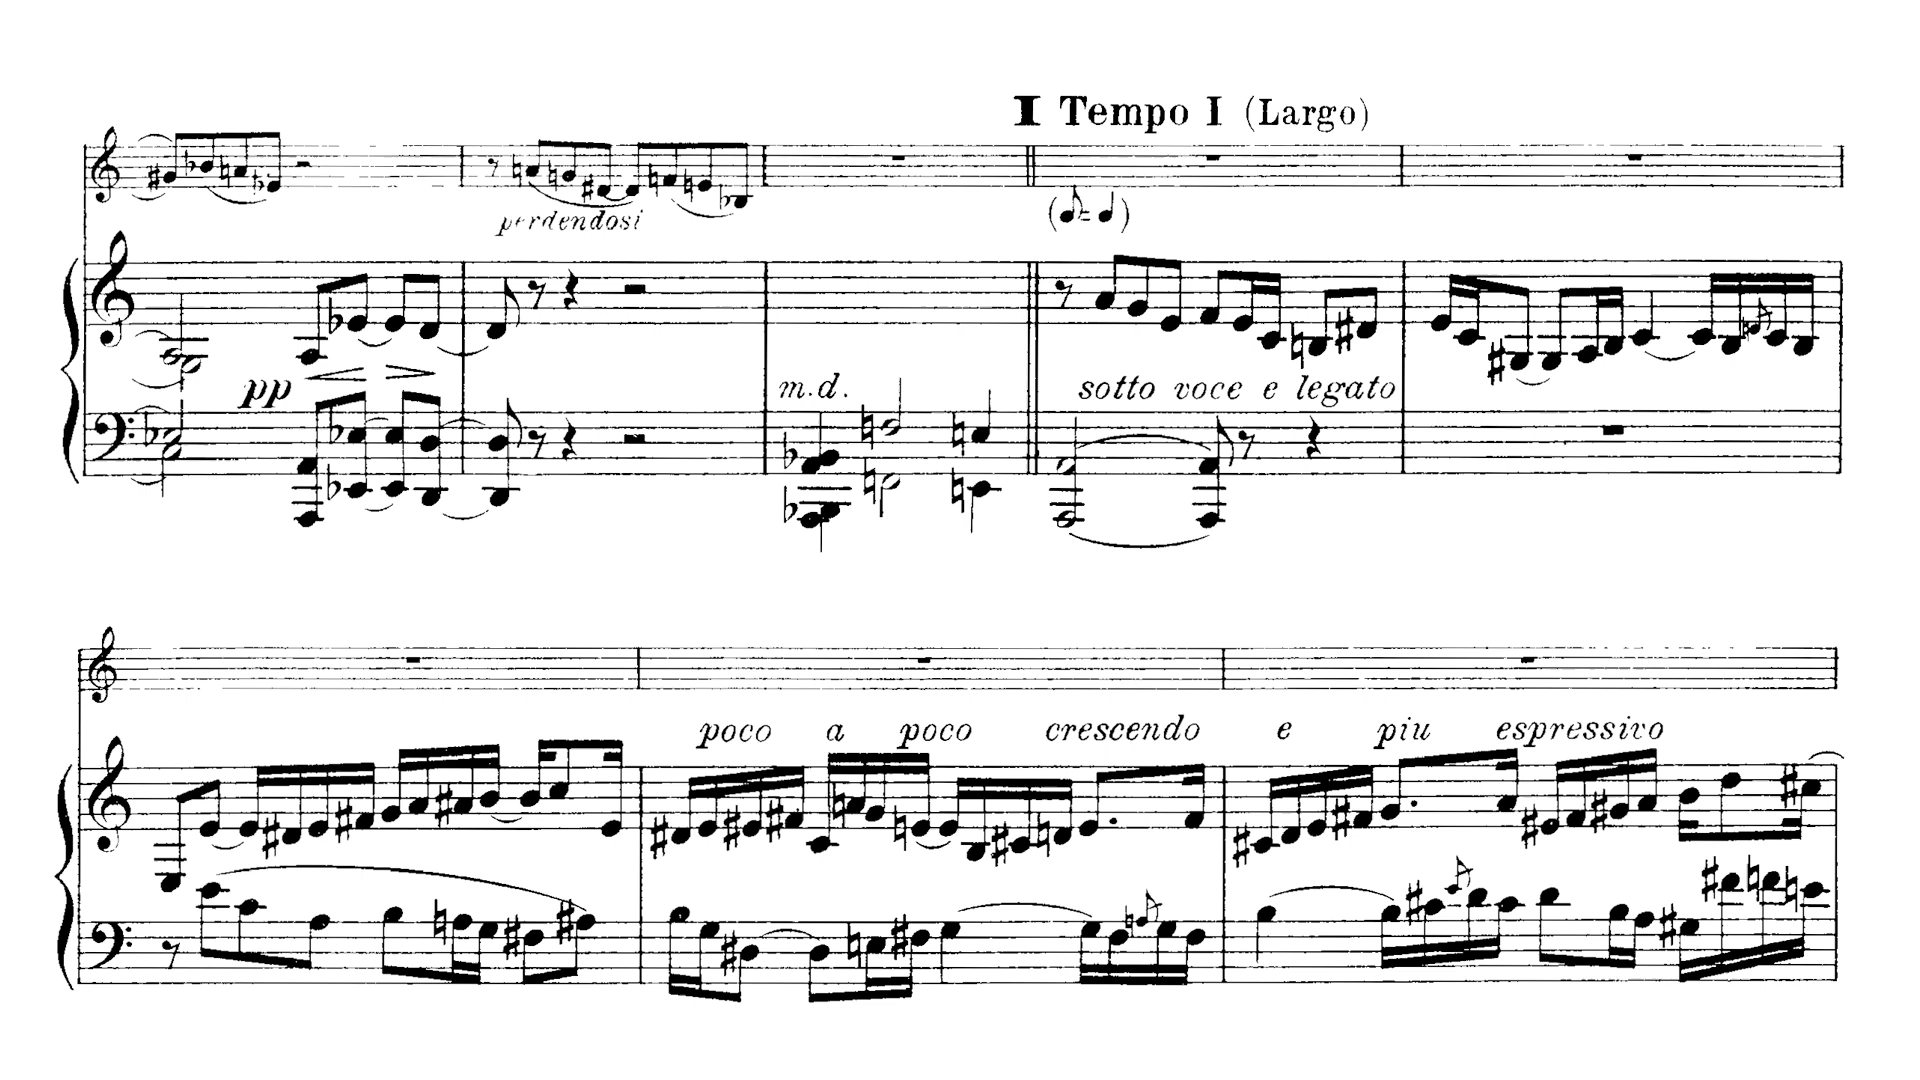 I Tempo I (Largo)
perdendosi
pp
m.d.
sotto voce e legato
poco a poco crescendo e piu espressivo